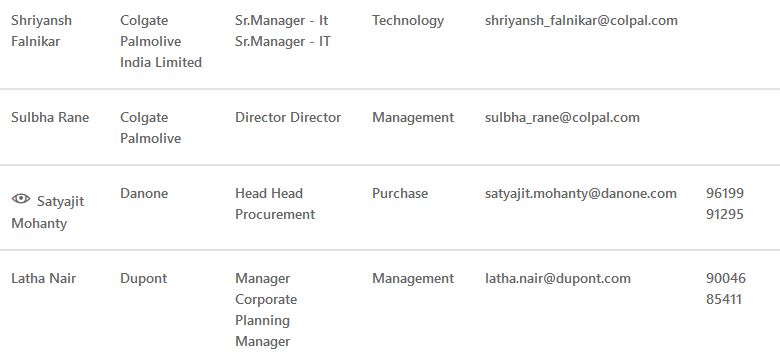 Shriyansh Falnikar
Colgate Palmolive India Limited
Sr.Manager - It Sr.Manager - IT
Technology
shriyansh_falnikar@colpal.com
Sulbha Rane
Colgate Palmolive
Director Director
Management
sulbha_rane@colpal.com
Satyajit Mohanty
Danone
Head Head Procurement
Purchase
satyajit.mohanty@danone.com
96199 91295
Latha Nair
Dupont
Manager Corporate Planning Manager
Management
latha.nair@dupont.com
90046 85411